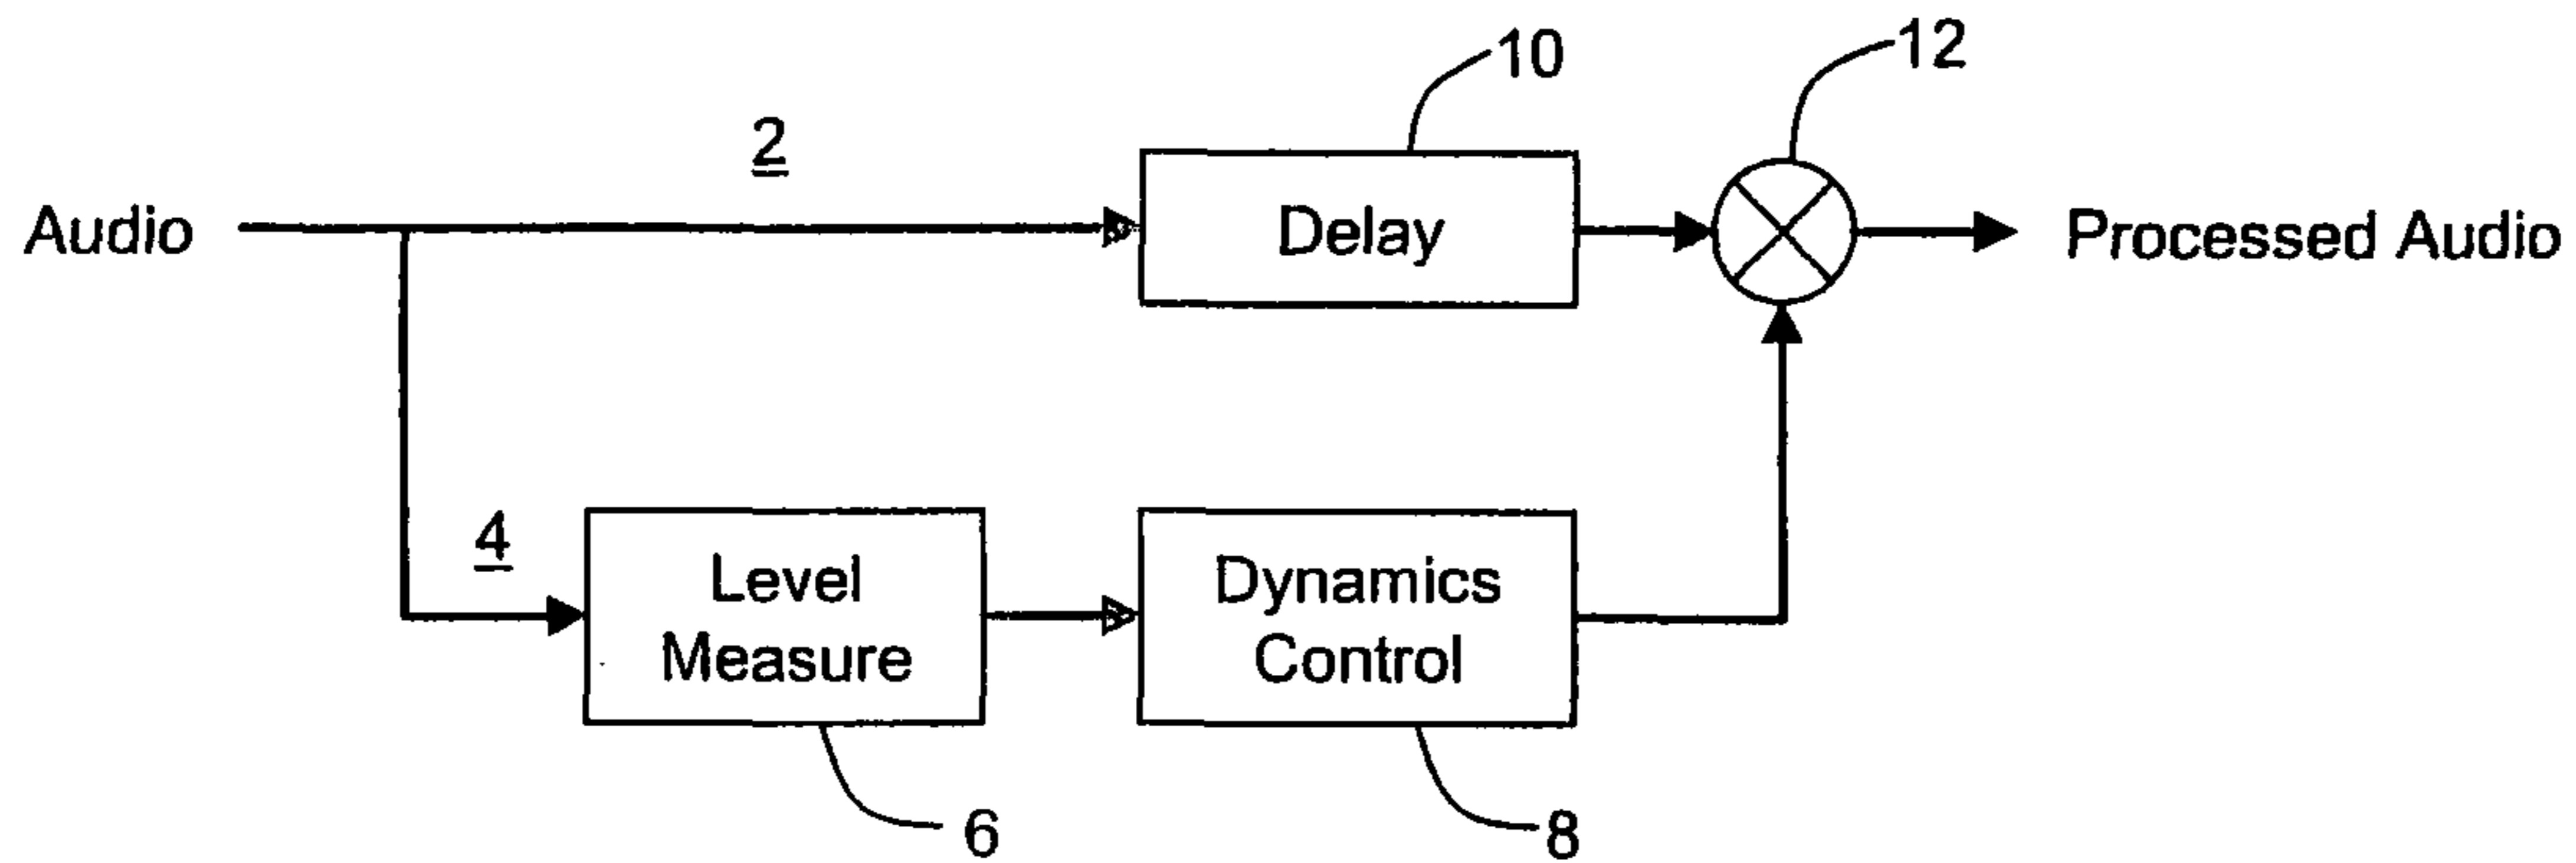 10
12
2
Audio
Delay
Processed Audio
4
Level
Measure
Dynamics
Control
6
8